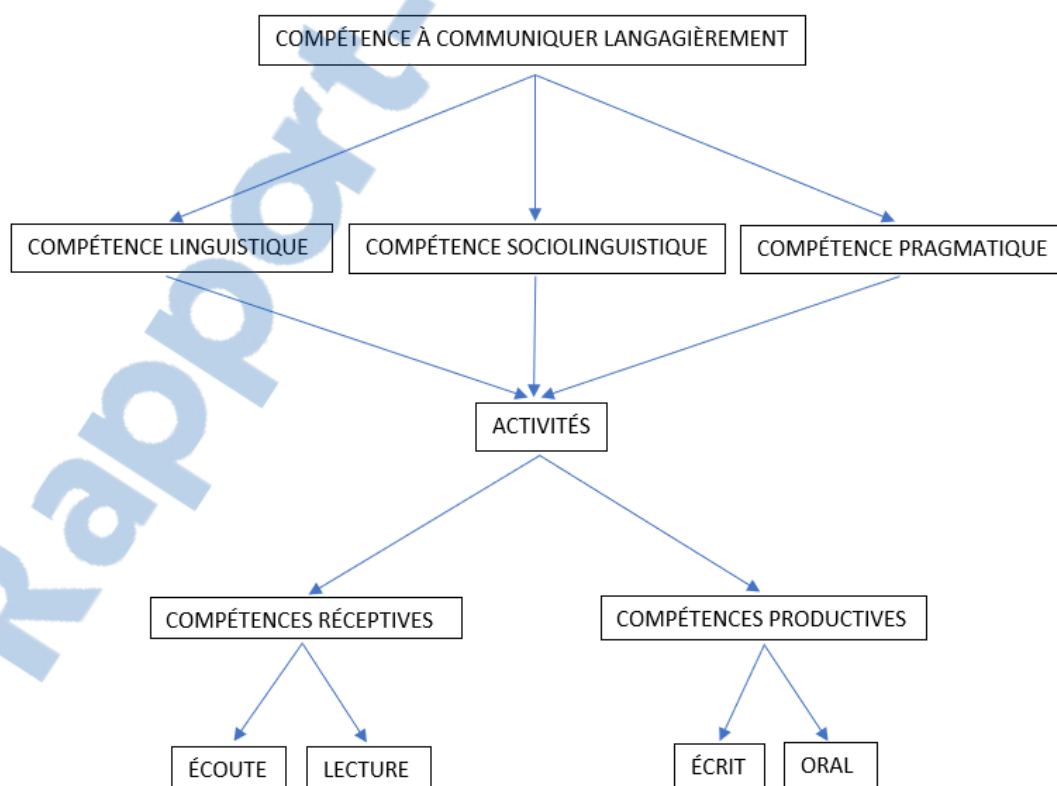 COMPÉTENCE À COMMUNIQUER LANGAGIÈREMENT
COMPÉTENCE LINGUISTIQUE
COMPÉTENCE SOCIOLINGUISTIQUE
COMPÉTENCE PRAGMATIQUE
ACTIVITÉS
COMPÉTENCES RÉCEPTIVES
COMPÉTENCES PRODUCTIVES
ÉCOUTE
LECTURE
ÉCRIT
ORAL
Rapport-